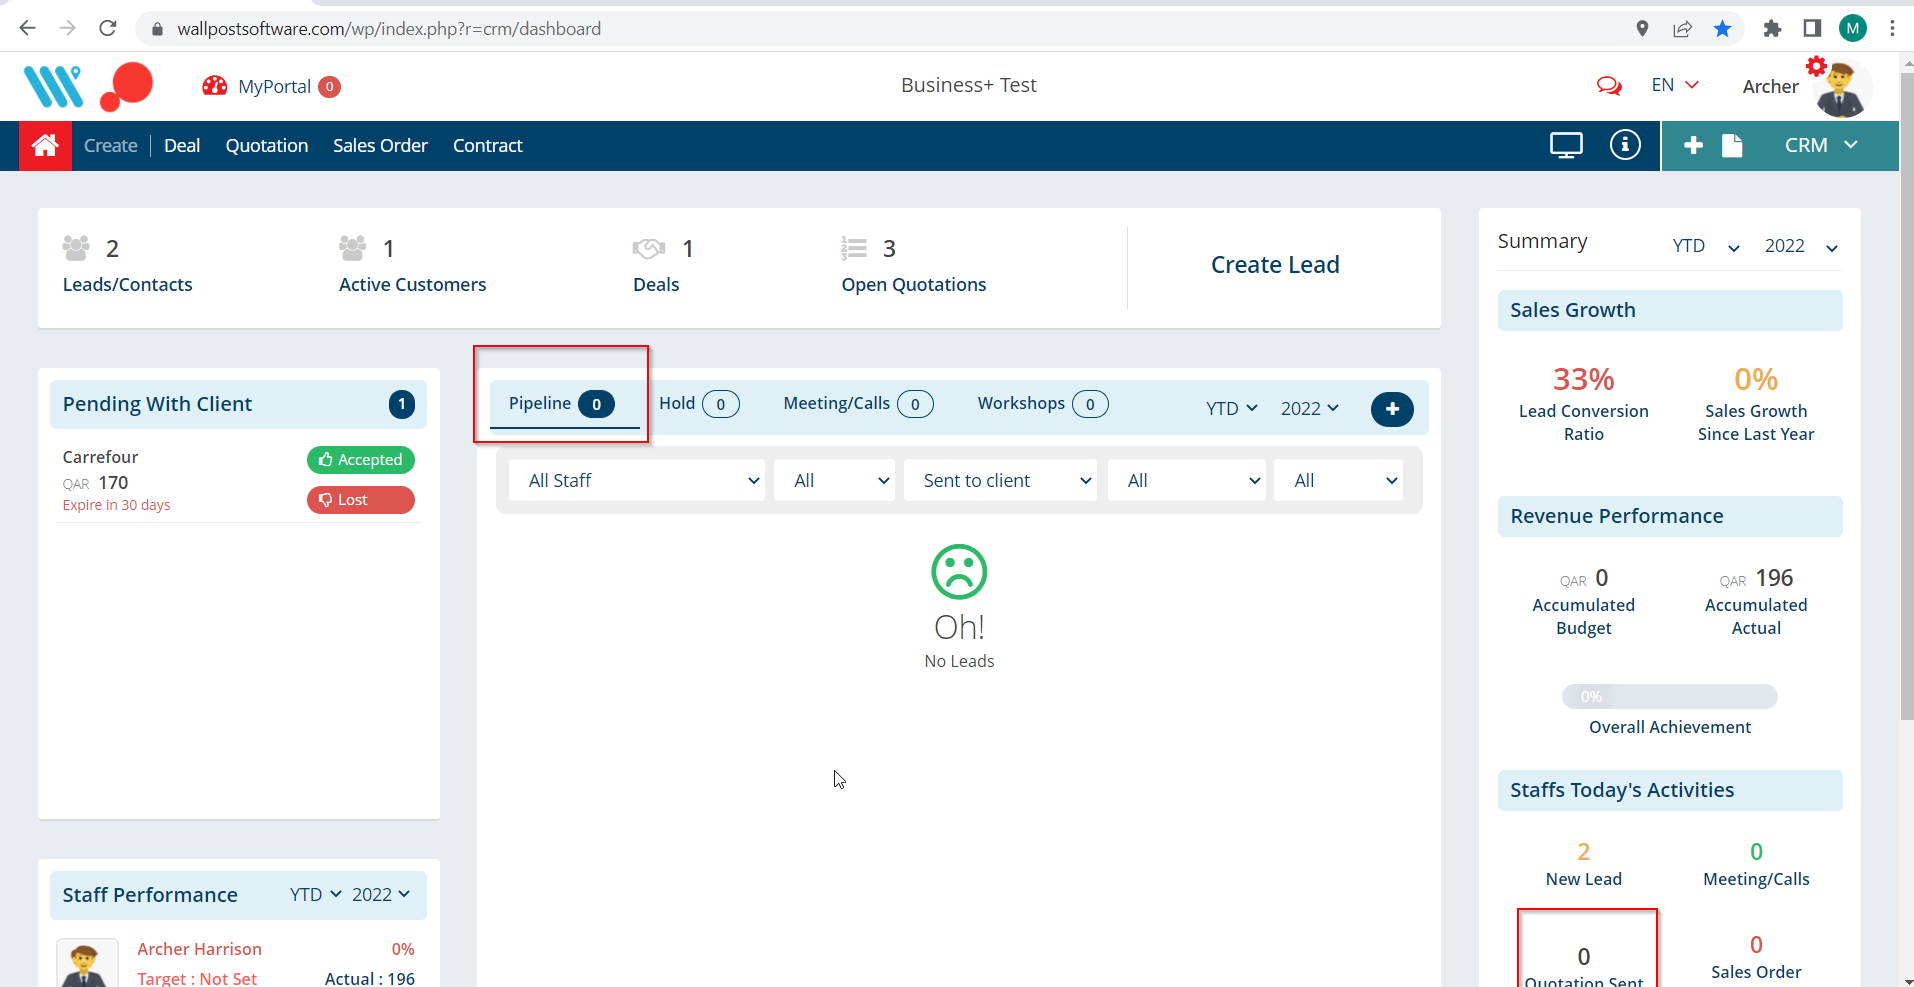 wallpostsoftware.com/wp/index.php?r=crm/dashboard
M
MyPortal 0
Business+ Test
EN
Archer
Create
Deal
Quotation
Sales Order
Contract
CRM
2
Leads/Contacts
1
Active Customers
1
Deals
3
Open Quotations
Create Lead
Pending With Client 1
Carrefour
QAR 170
Expire in 30 days
Accepted
Lost
Staff Performance YTD 2022
Archer Harrison 0%
Target : Not Set Actual : 196
Pipeline 0
Hold 0
Meeting/Calls 0
Workshops 0
YTD 2022
All Staff
All
Sent to client
All
All
Oh!
No Leads
Summary YTD 2022
Sales Growth
33%
Lead Conversion
Ratio
0%
Sales Growth
Since Last Year
Revenue Performance
QAR 0
Accumulated
Budget
QAR 196
Accumulated
Actual
0%
Overall Achievement
Staffs Today's Activities
2
New Lead
0
Meeting/Calls
0
Quotation Sent
0
Sales Order